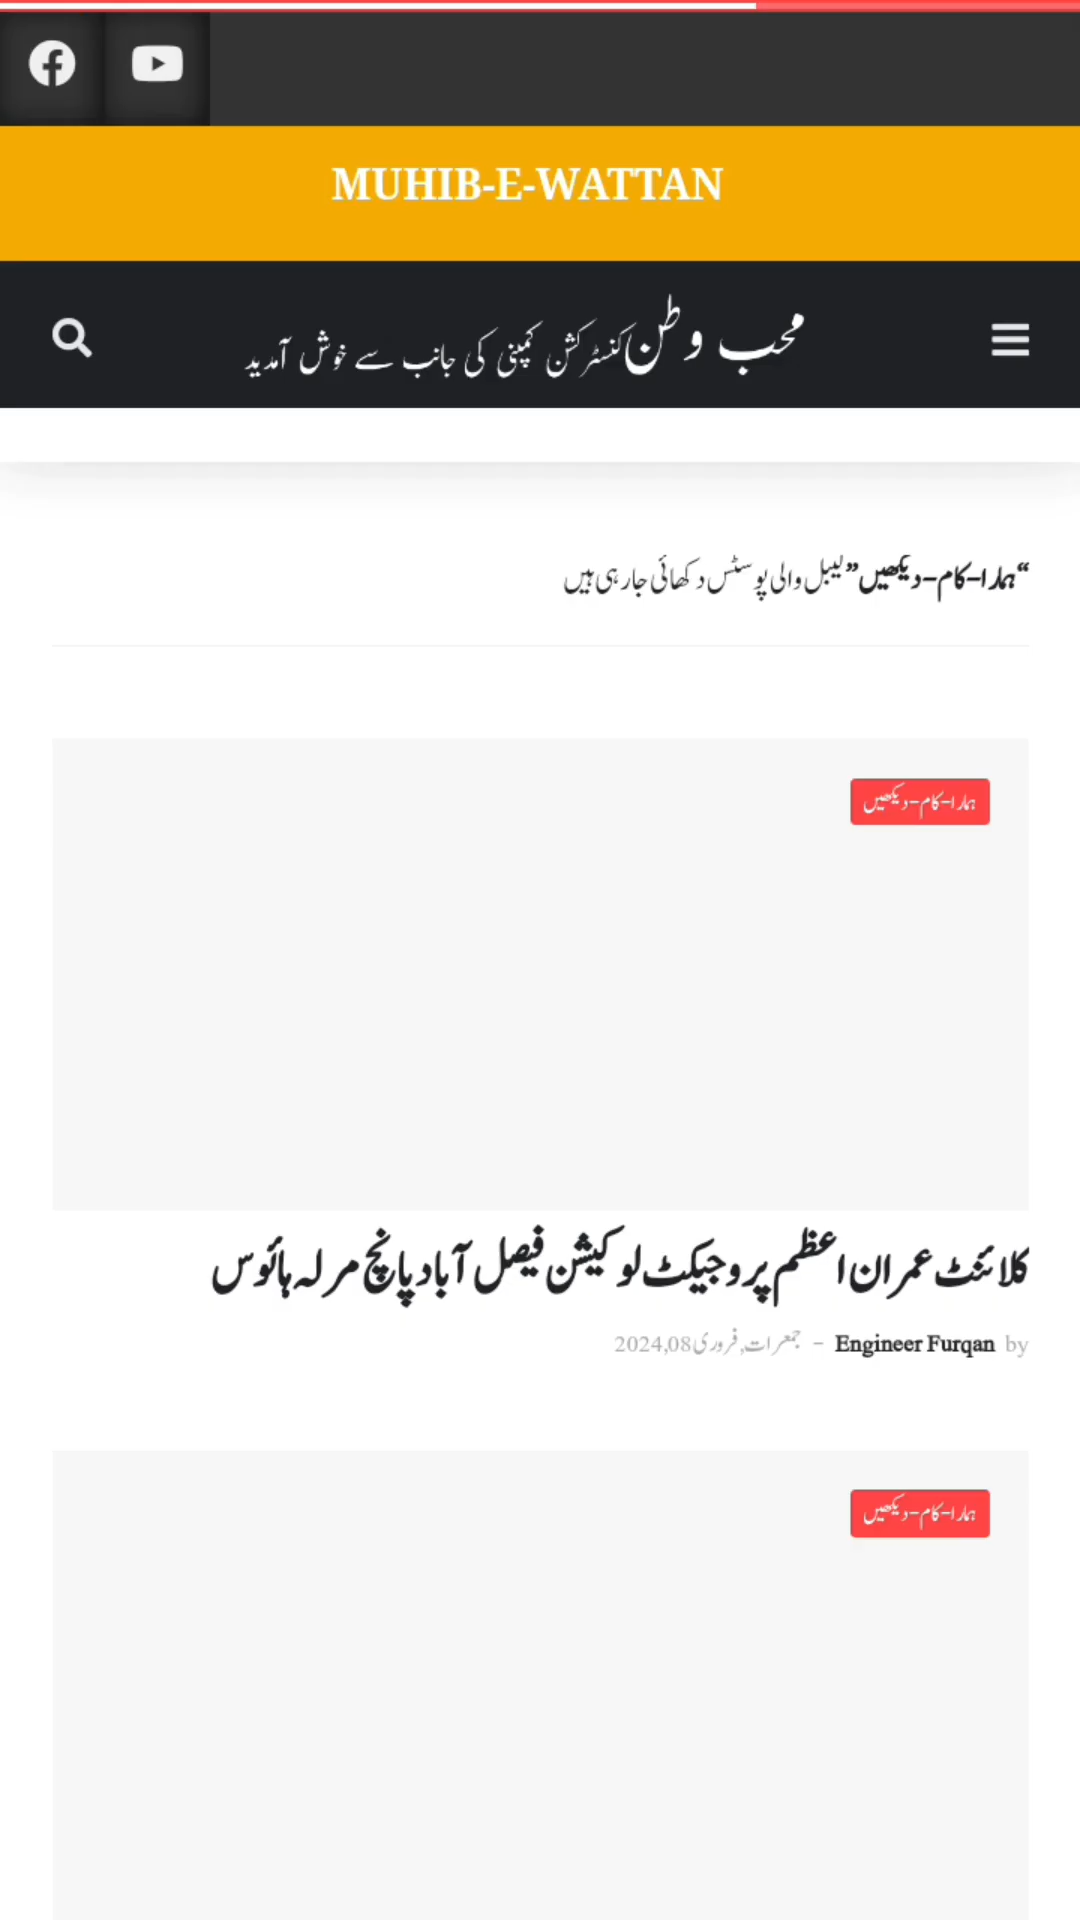 MUHIB-E-WATTAN
محب وطن کنسٹرکشن کمپنی کی جانب سے خوش آمدید
“ہمارا-کام-دیکھیں” لیبل والی پوسٹس دکھائی جا رہی ہیں
ہمارا-کام-دیکھیں
کلائنٹ عمران اعظم پروجیکٹ لوکیشن فیصل آباد پانچ مرلہ ہائوس
by Engineer Furqan - جمعرات, فروری 08, 2024
ہمارا-کام-دیکھیں